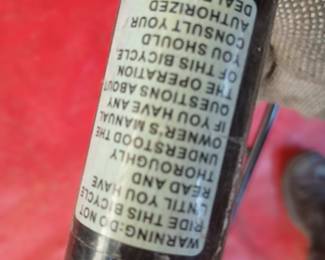 WARNING: DO NOT
RIDE THIS BICYCLE
UNTIL YOU HAVE
READ AND
THOROUGHLY
UNDERSTOOD THE
OWNER'S MANUAL
IF YOU HAVE ANY
QUESTIONS ABOUT
THE OPERATION
OF THIS BICYCLE,
YOU SHOULD
CONSULT YOUR
AUTHORIZED